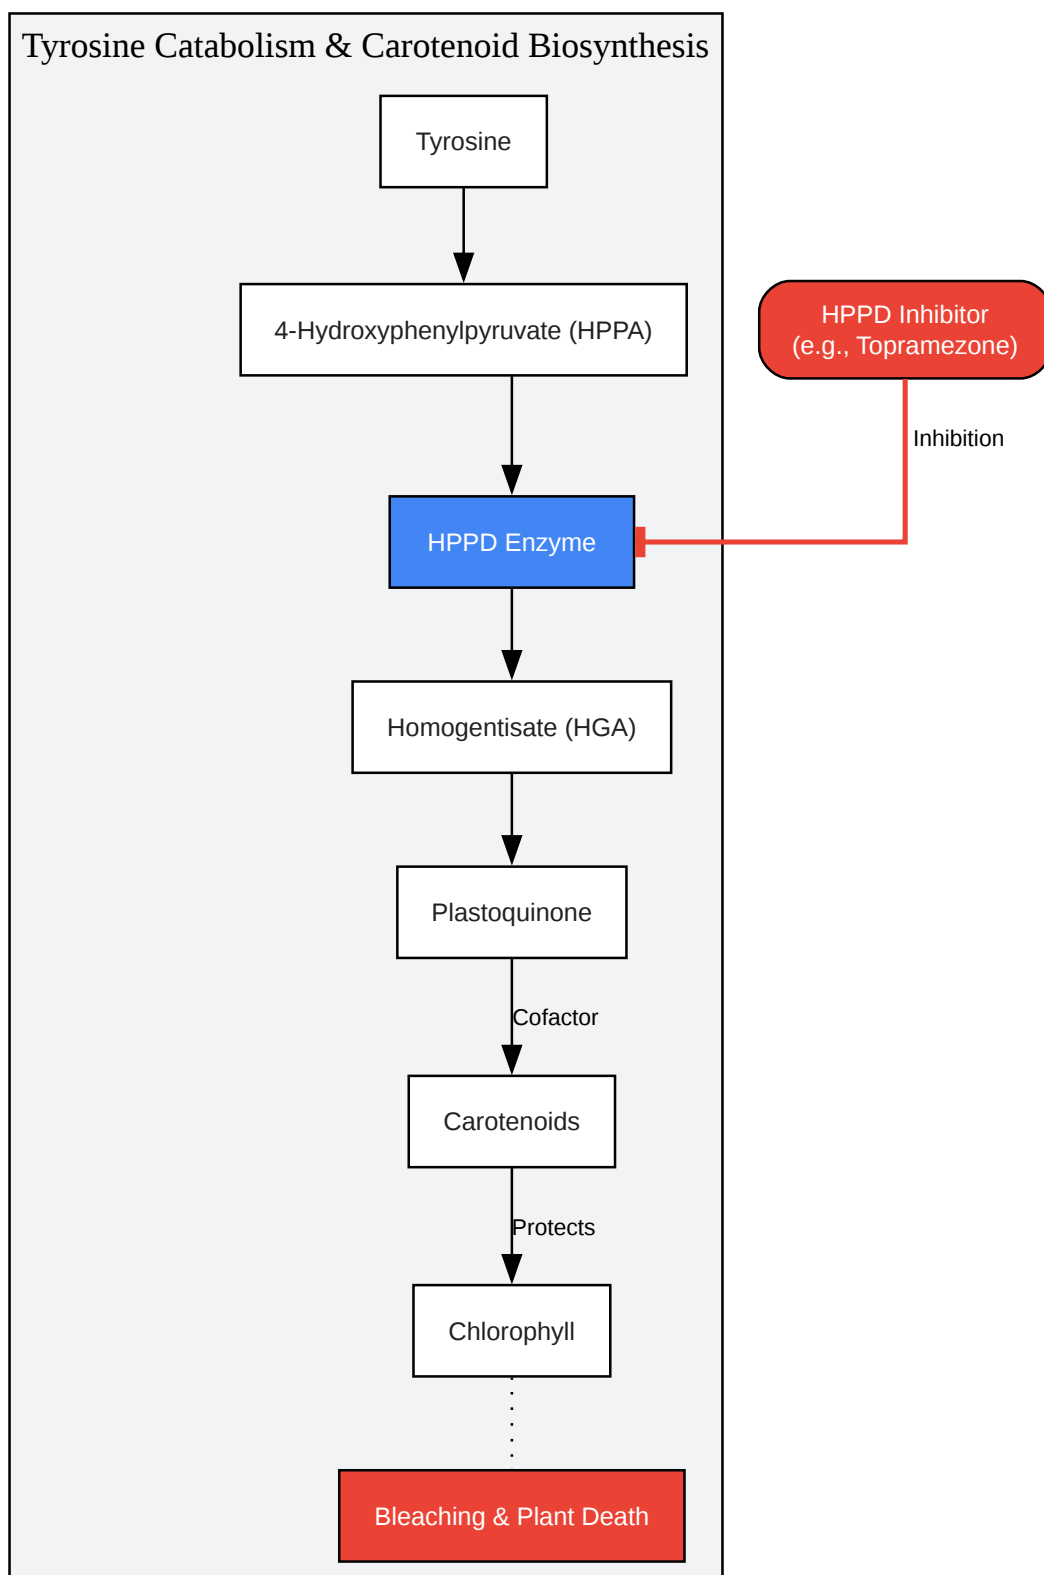 Tyrosine Catabolism & Carotenoid Biosynthesis
Tyrosine
4-Hydroxyphenylpyruvate (HPPA)
HPPD Inhibitor
(e.g., Topramezone)
Inhibition
HPPD Enzyme
Homogentisate (HGA)
Plastoquinone
Cofactor
Carotenoids
Protects
Chlorophyll
Bleaching & Plant Death